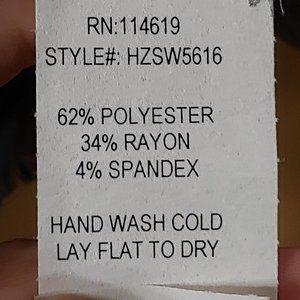 RN:114619
STYLE#: HZSW5616
62% POLYESTER
34% RAYON
4% SPANDEX
HAND WASH COLD
LAY FLAT TO DRY